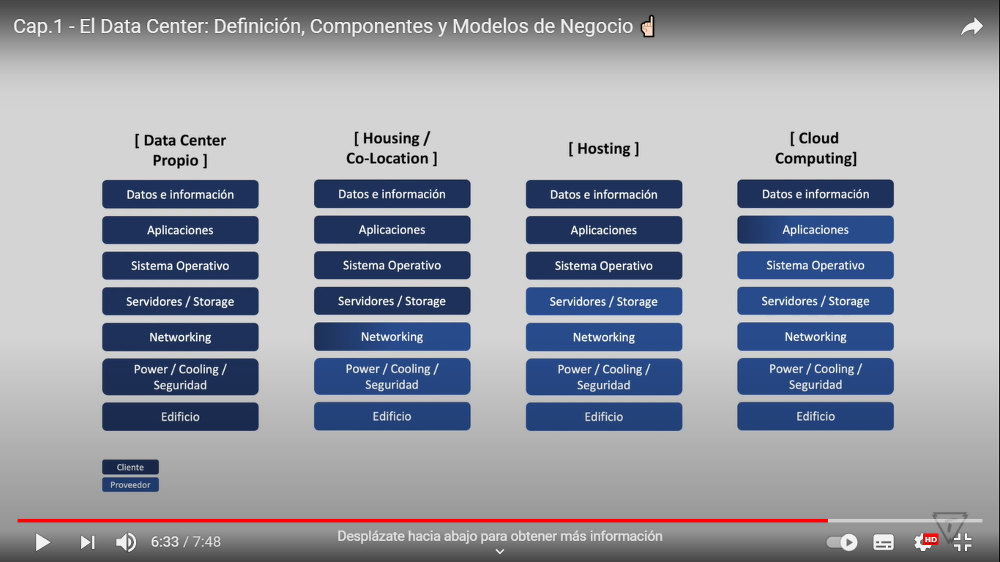 Cap.1 - El Data Center: Definición, Componentes y Modelos de Negocio ☝🏻
[ Data Center
Propio ]
Datos e información
Aplicaciones
Sistema Operativo
Servidores / Storage
Networking
Power / Cooling /
Seguridad
Edificio
[ Housing /
Co-Location ]
Datos e información
Aplicaciones
Sistema Operativo
Servidores / Storage
Networking
Power / Cooling /
Seguridad
Edificio
[ Hosting ]
Datos e información
Aplicaciones
Sistema Operativo
Servidores / Storage
Networking
Power / Cooling /
Seguridad
Edificio
[ Cloud
Computing]
Datos e información
Aplicaciones
Sistema Operativo
Servidores / Storage
Networking
Power / Cooling /
Seguridad
Edificio
Cliente
Proveedor
6:33 / 7:48
Desplázate hacia abajo para obtener más información
HD